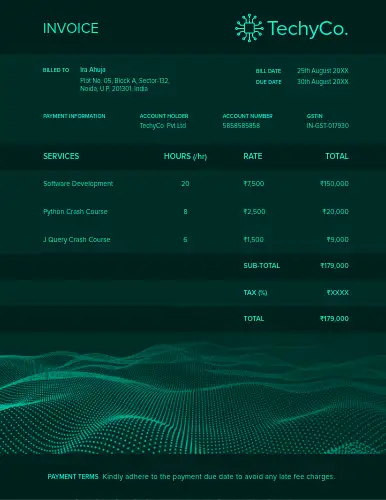 INVOICE
TechyCo.
BILLED TO Ira Ahuja
Plot No. 05, Block A, Sector-132,
Noida, U.P. 201301, India
BILL DATE 25th August 20XX
DUE DATE 30th August 20XX
PAYMENT INFORMATION ACCOUNT HOLDER ACCOUNT NUMBER GSTIN
TechyCo. Pvt Ltd 5858585858 IN-GST-017930
SERVICES HOURS (/hr) RATE TOTAL
Software Development 20 ₹7,500 ₹150,000
Python Crash Course 8 ₹2,500 ₹20,000
J Query Crash Course 6 ₹1,500 ₹9,000
SUB-TOTAL ₹179,000
TAX (%) ₹XXXX
TOTAL ₹179,000
PAYMENT TERMS Kindly adhere to the payment due date to avoid any late fee charges.